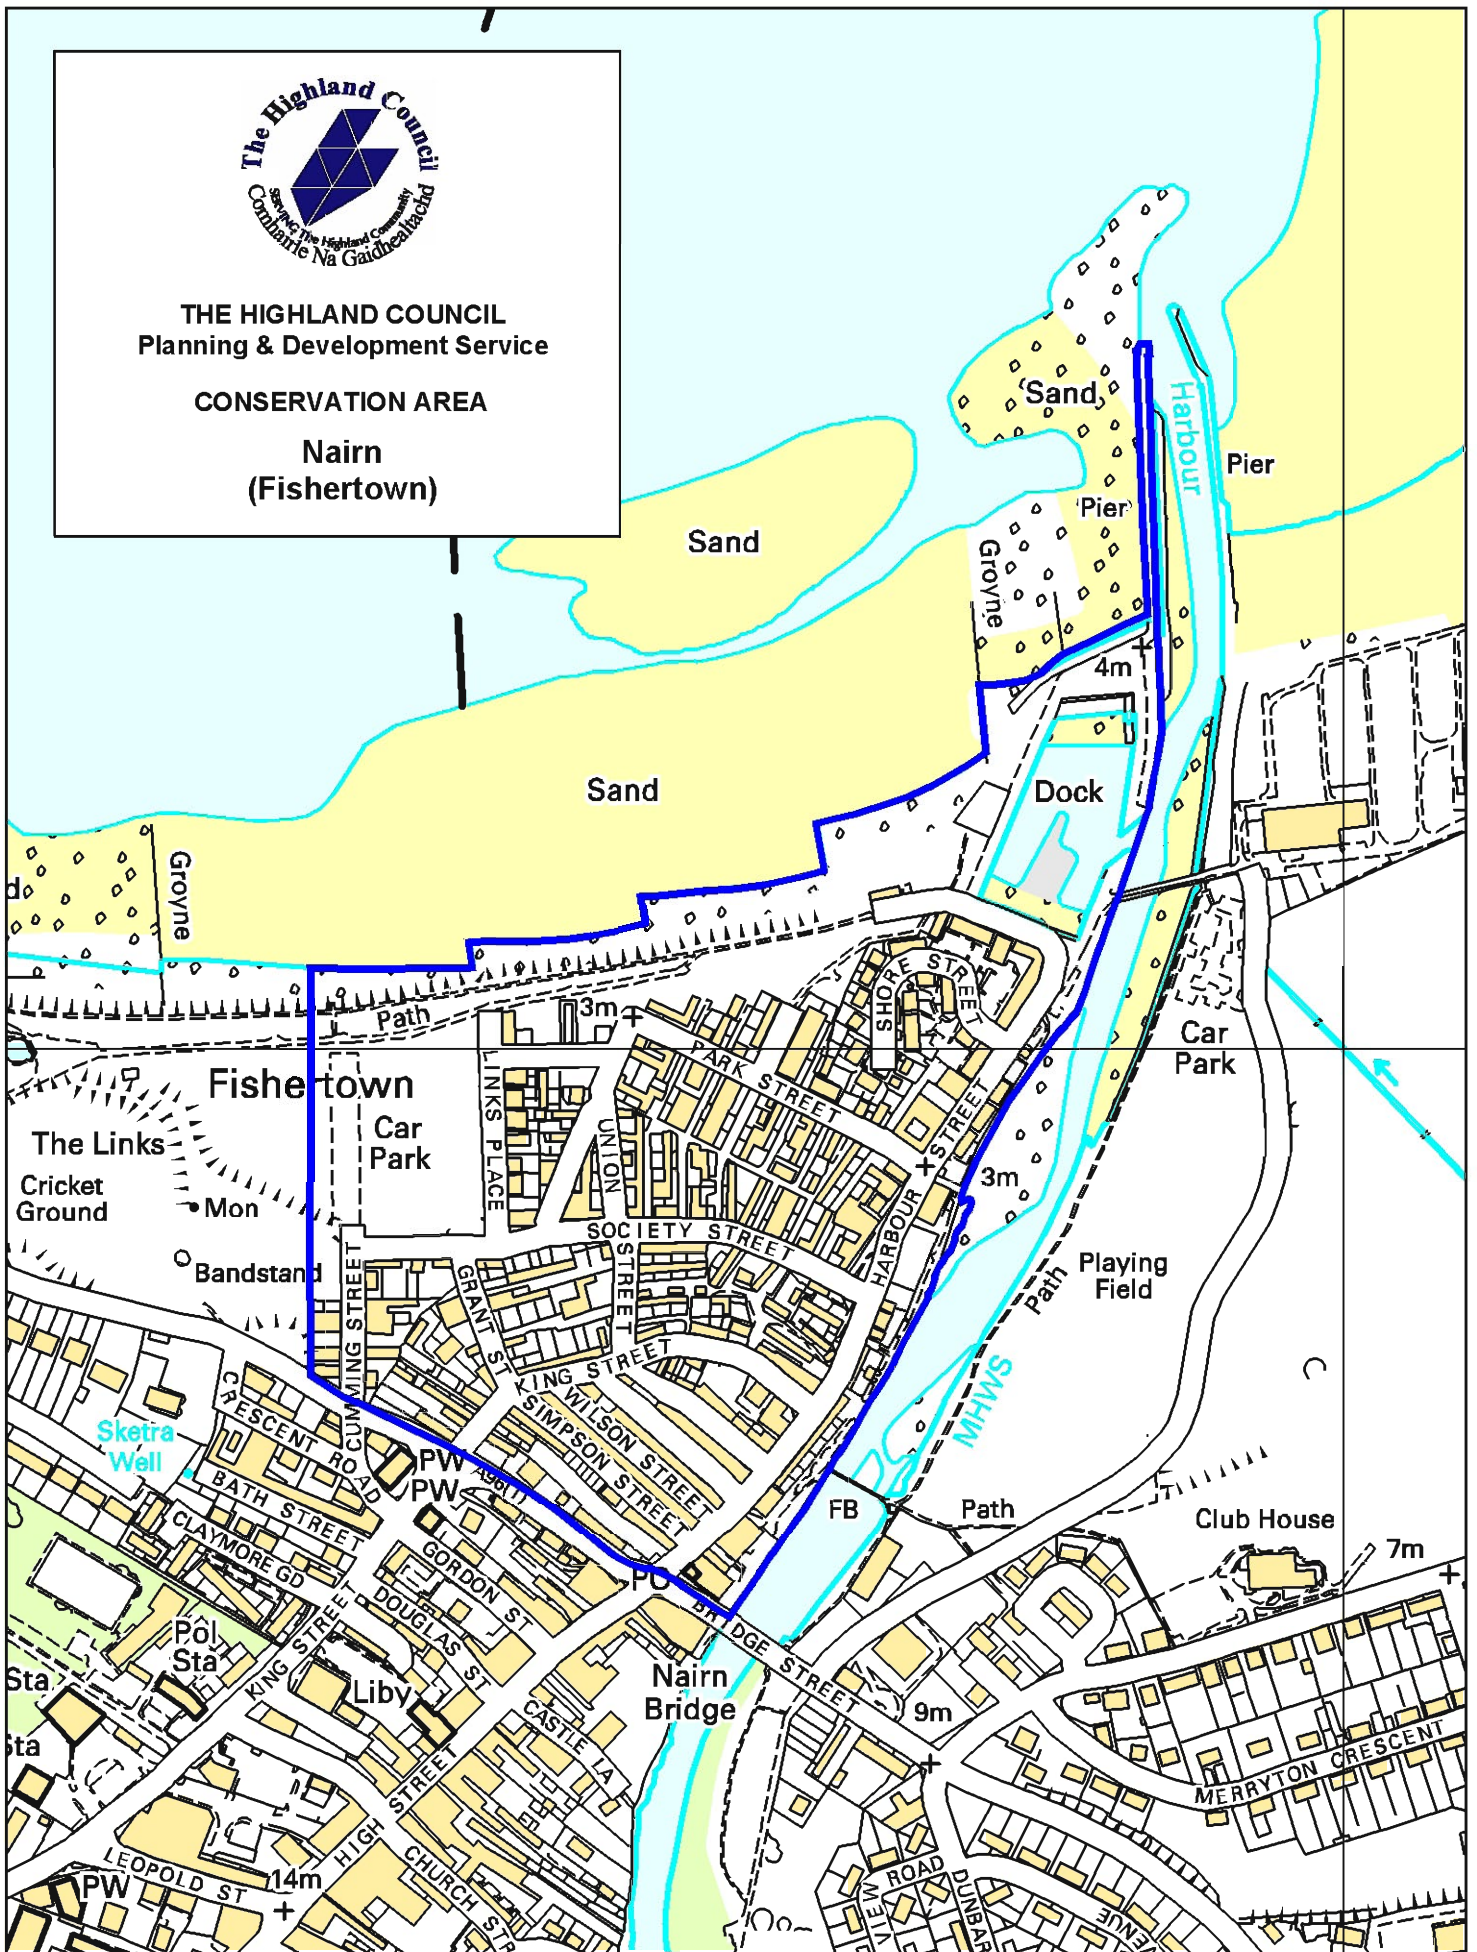 The Highland Council
SERVING The Highland Community
Comhairle Na Gaidhealtachd
THE HIGHLAND COUNCIL
Planning & Development Service
CONSERVATION AREA
Nairn
(Fishertown)
Sand
Harbour
Pier
Pier
Sand
Groyne
4m
Sand
Dock
Groyne
d.
SHORE STREET
Path
3m
Car
Park
PARK STREET
Fishertown
LINKS PLACE
Car
Park
The Links
UNION
STREET
Cricket
Ground
Mon
3m
HARBOUR STREET
SOCIETY STREET
Bandstand
Playing
Field
Path
CUMMING STREET
GRANT ST
KING STREET
MHWS
CRESCENT ROAD
WILSON STREET
SIMPSON STREET
Sketra
Well
PW
PW
A96(T)
BATH STREET
FB
Path
Club House
7m
CLAYMORE GD
GORDON ST
PO
BRIDGE STREET
DOUGLAS ST
Pol
Sta
KING STREET
Sta
Liby
Nairn
Bridge
CASTLE LA
9m
Sta
MERRYTON CRESCENT
HIGH STREET
LEOPOLD ST
14m
CHURCH STR
PW
VIEW ROAD
DUNBAR
ENUE